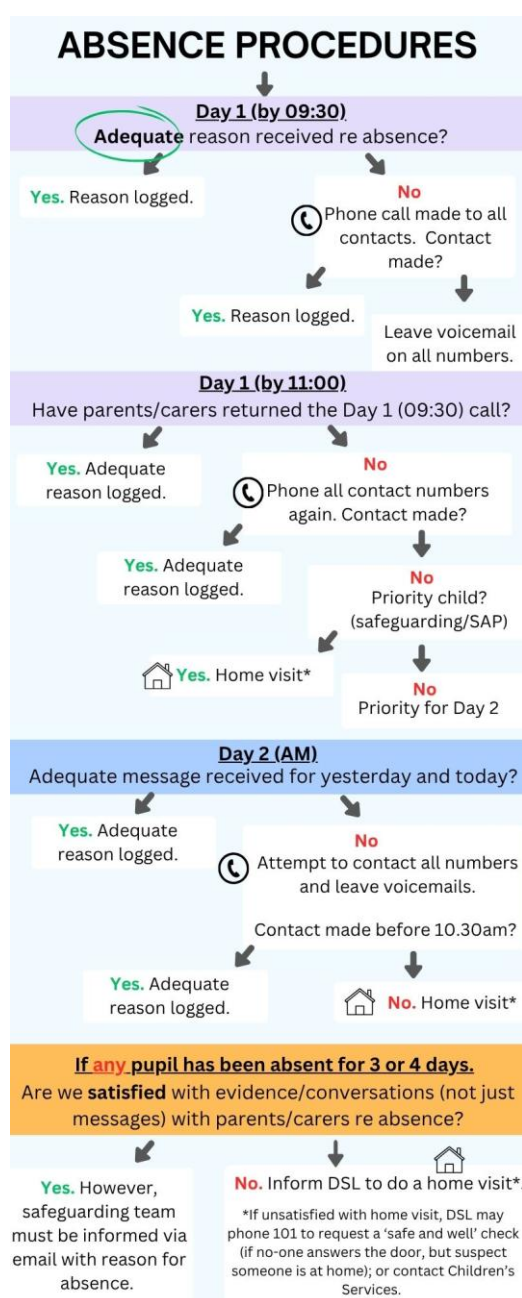 ABSENCE PROCEDURES
Day 1 (by 09:30)
Adequate reason received re absence?
Yes. Reason logged.
No
Phone call made to all
contacts. Contact
made?
Yes. Reason logged.
Leave voicemail
on all numbers.
Day 1 (by 11:00)
Have parents/carers returned the Day 1 (09:30) call?
Yes. Adequate
reason logged.
No
Phone all contact numbers
again. Contact made?
Yes. Adequate
reason logged.
No
Priority child?
(safeguarding/SAP)
Yes. Home visit*
No
Priority for Day 2
Day 2 (AM)
Adequate message received for yesterday and today?
Yes. Adequate
reason logged.
No
Attempt to contact all numbers
and leave voicemails.
Contact made before 10.30am?
Yes. Adequate
reason logged.
No. Home visit*
If any pupil has been absent for 3 or 4 days.
Are we satisfied with evidence/conversations (not just
messages) with parents/carers re absence?
Yes. However,
safeguarding team
must be informed via
email with reason for
absence.
No. Inform DSL to do a home visit*.
*If unsatisfied with home visit, DSL may
phone 101 to request a ‘safe and well’ check
(if no-one answers the door, but suspect
someone is at home); or contact Children’s
Services.